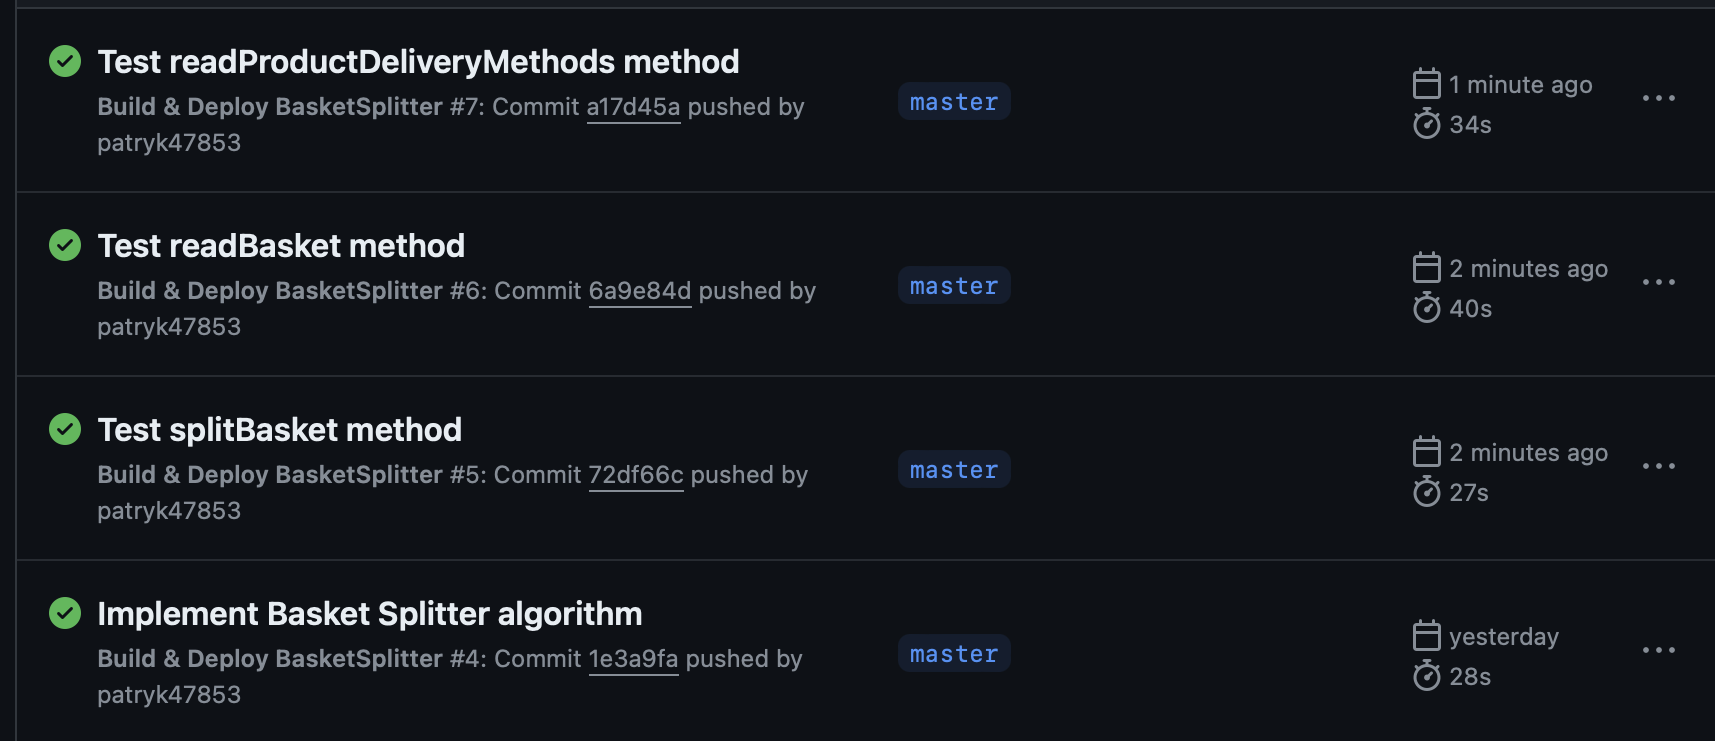 Test readProductDeliveryMethods method
Build & Deploy BasketSplitter #7: Commit a17d45a pushed by
patryk47853
master
1 minute ago
34s
Test readBasket method
Build & Deploy BasketSplitter #6: Commit 6a9e84d pushed by
patryk47853
master
2 minutes ago
40s
Test splitBasket method
Build & Deploy BasketSplitter #5: Commit 72df66c pushed by
patryk47853
master
2 minutes ago
27s
Implement Basket Splitter algorithm
Build & Deploy BasketSplitter #4: Commit 1e3a9fa pushed by
patryk47853
master
yesterday
28s